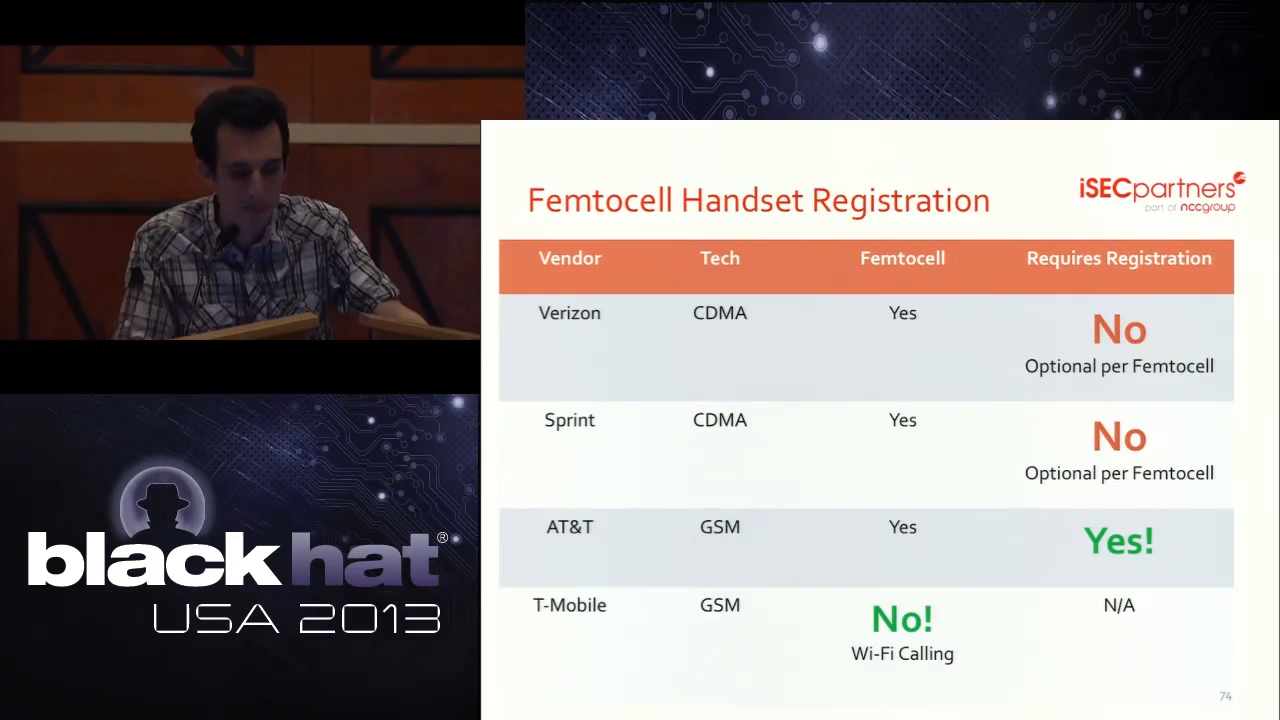 Femtocell Handset Registration
iSECpartners
part of nccgroup
Vendor Tech Femtocell Requires Registration
Verizon CDMA Yes No
Optional per Femtocell
Sprint CDMA Yes No
Optional per Femtocell
AT&T GSM Yes Yes!
T-Mobile GSM No! N/A
Wi-Fi Calling
74
blackhat®
USA 2013